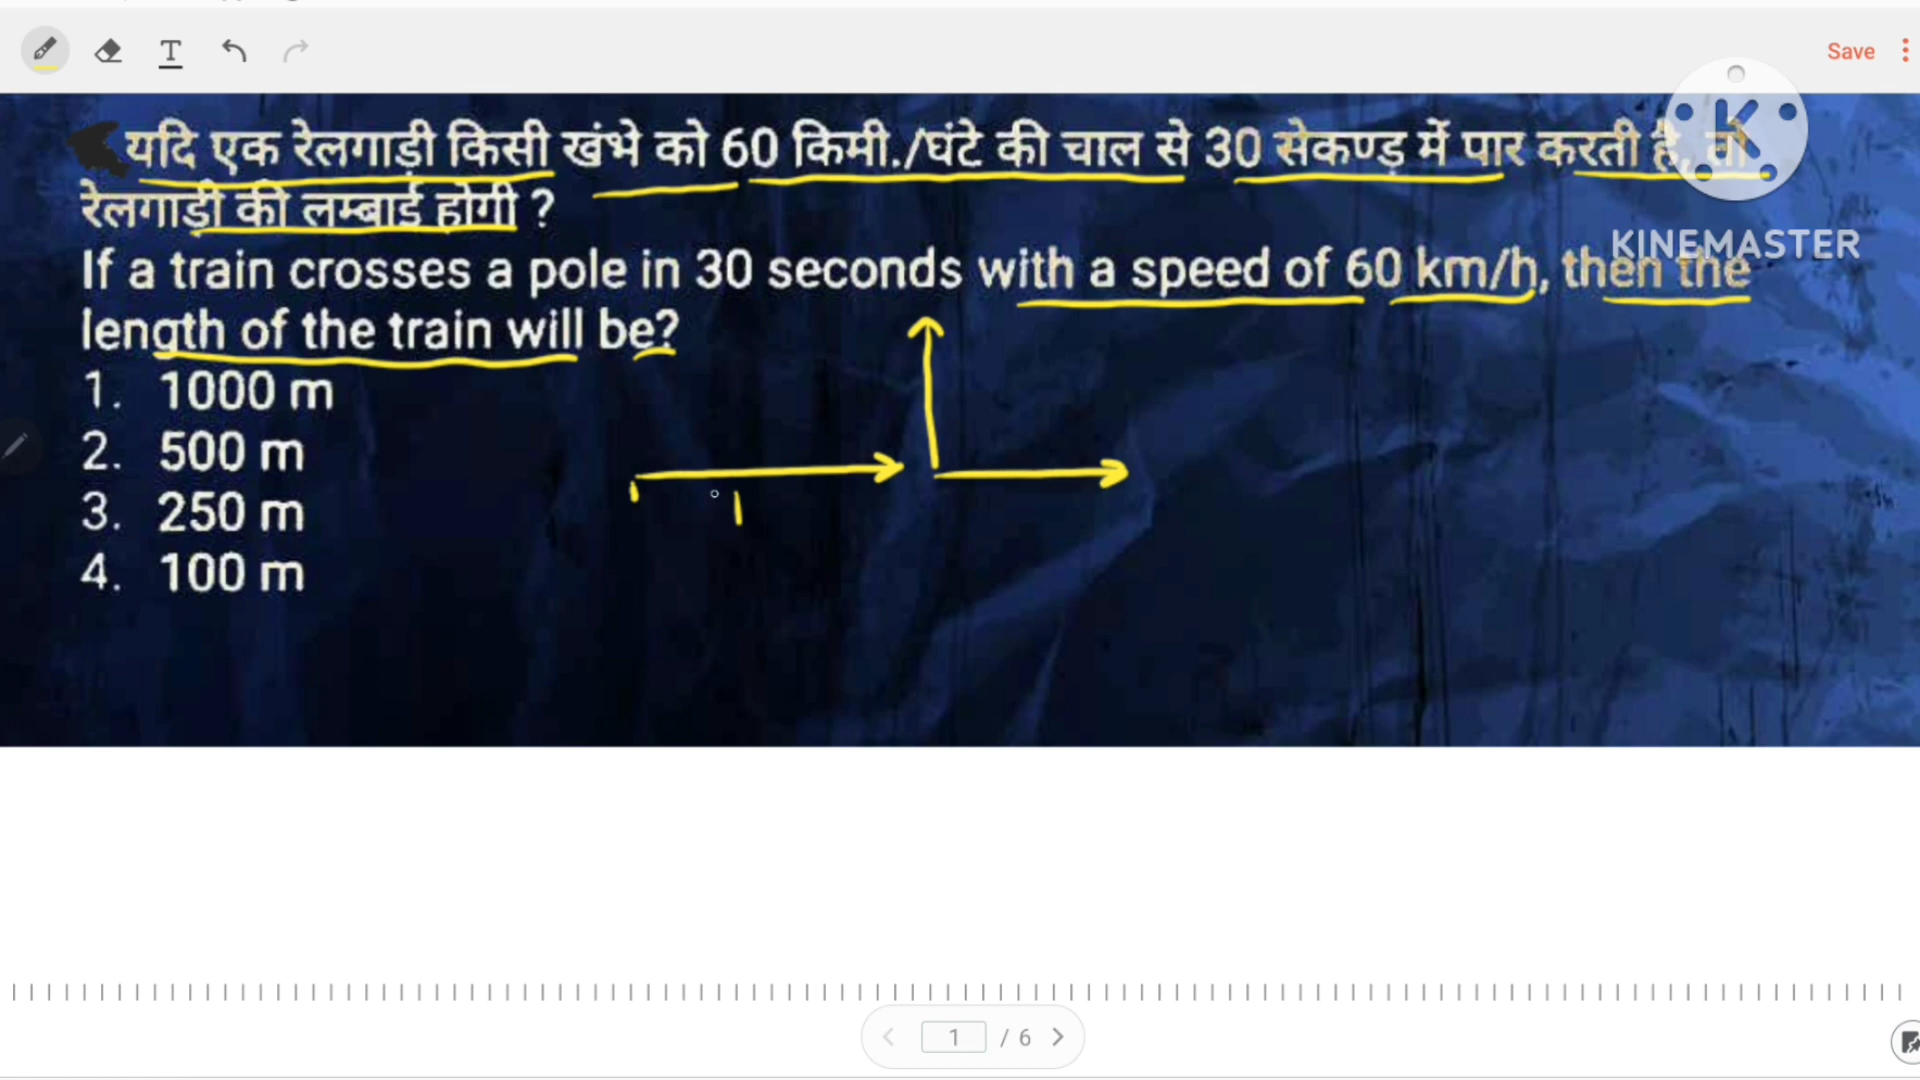 T
Save
यदि एक रेलगाड़ी किसी खंभे को 60 किमी./घंटे की चाल से 30 सेकण्ड़ में पार करती है, तो
रेलगाड़ी की लम्बाई होगी ?
K
KINEMASTER
If a train crosses a pole in 30 seconds with a speed of 60 km/h, then the
length of the train will be?
1. 1000 m
2. 500 m
3. 250 m
4. 100 m
1 / 6